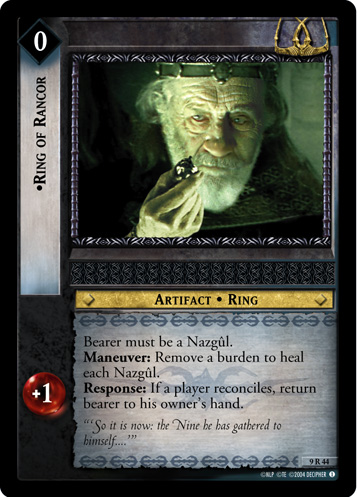 0
•RING OF RANCOR
ARTIFACT • RING
Bearer must be a Nazgûl.
Maneuver: Remove a burden to heal
each Nazgûl.
Response: If a player reconciles, return
bearer to his owner's hand.
+1
“‘So it is now: the Nine he has gathered to
himself....’”
9 R 44
©NLP ©TE ©2004 DECIPHER